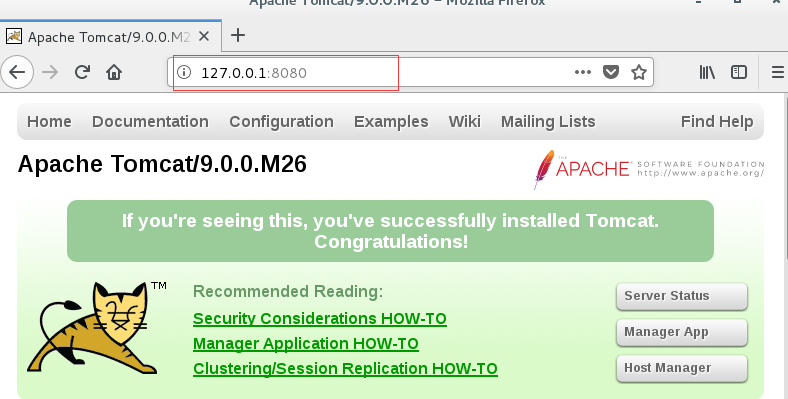 Apache Tomcat/9.0.0.M26 - Mozilla Firefox
Apache Tomcat/9.0.0.M2
127.0.0.1:8080
Home Documentation Configuration Examples Wiki Mailing Lists Find Help
Apache Tomcat/9.0.0.M26
THE
APACHE® SOFTWARE FOUNDATION
http://www.apache.org/
If you're seeing this, you've successfully installed Tomcat.
Congratulations!
TM
Recommended Reading:
Security Considerations HOW-TO
Manager Application HOW-TO
Clustering/Session Replication HOW-TO
Server Status
Manager App
Host Manager